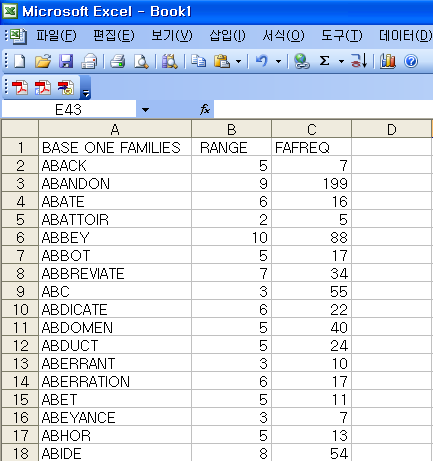 Microsoft Excel - Book1
파일(F) 편집(E) 보기(V) 삽입(I) 서식(O) 도구(T) 데이터(D)
E43 fx
A B C D
1 BASE ONE FAMILIES RANGE FAFREQ
2 ABACK 5 7
3 ABANDON 9 199
4 ABATE 6 16
5 ABATTOIR 2 5
6 ABBEY 10 88
7 ABBOT 5 17
8 ABBREVIATE 7 34
9 ABC 3 55
10 ABDICATE 6 22
11 ABDOMEN 5 40
12 ABDUCT 5 24
13 ABERRANT 3 10
14 ABERRATION 6 17
15 ABET 5 11
16 ABEYANCE 3 7
17 ABHOR 5 13
18 ABIDE 8 54